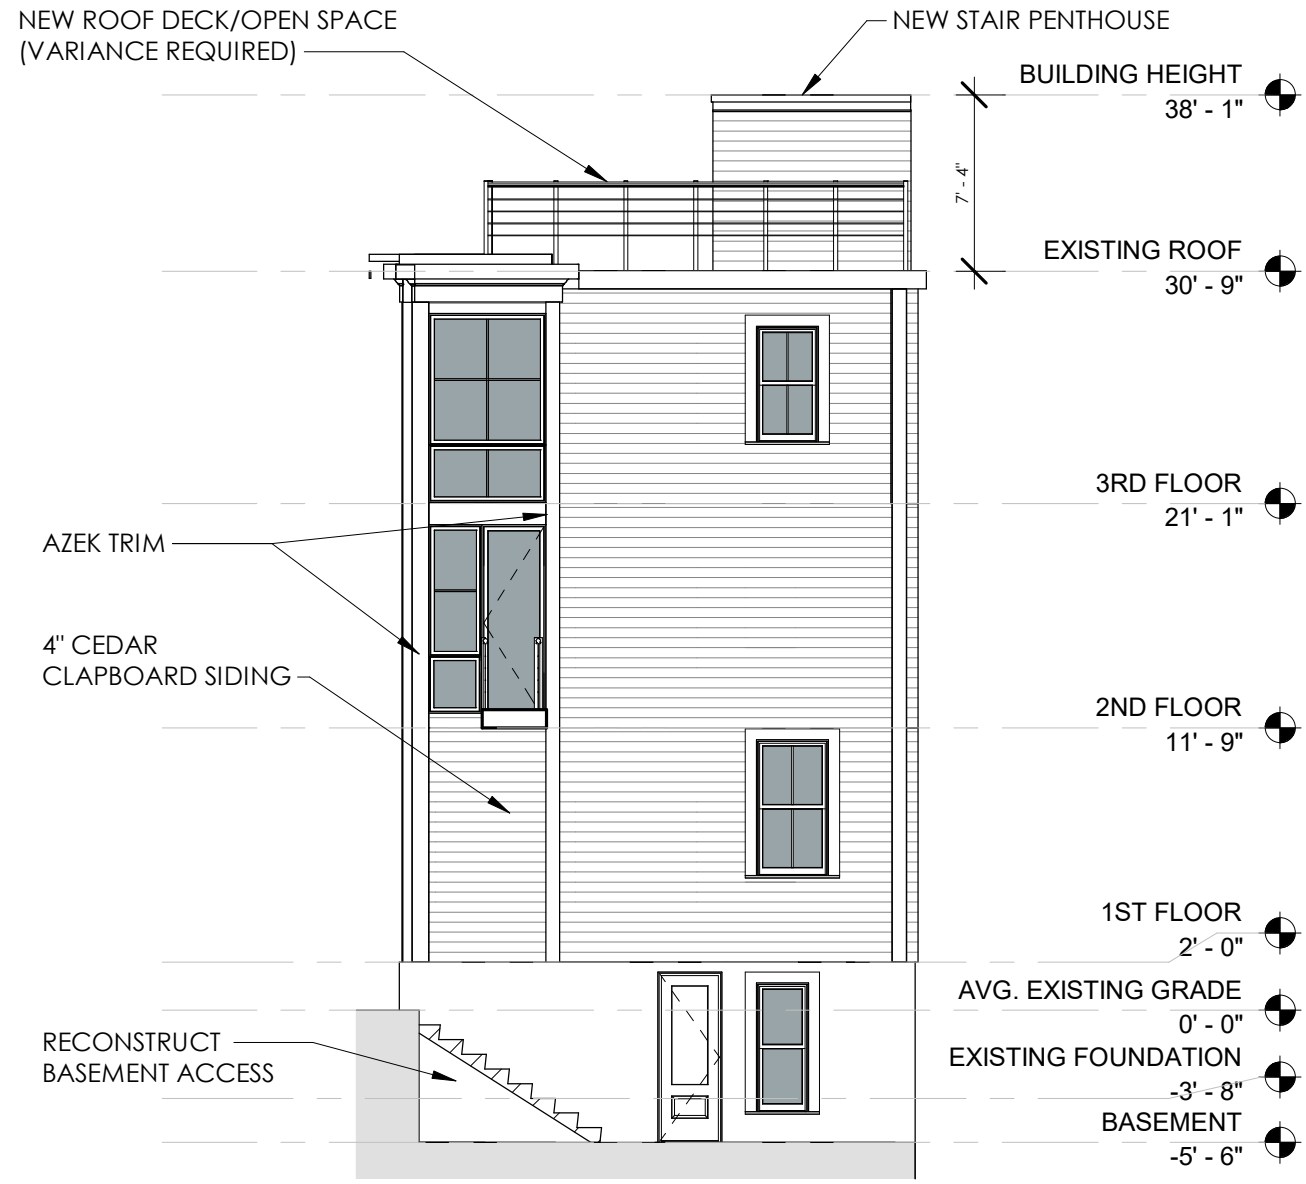 NEW ROOF DECK/OPEN SPACE
(VARIANCE REQUIRED)
NEW STAIR PENTHOUSE
BUILDING HEIGHT
38' - 1"
7' - 4"
EXISTING ROOF
30' - 9"
3RD FLOOR
21' - 1"
AZEK TRIM
4" CEDAR
CLAPBOARD SIDING
2ND FLOOR
11' - 9"
1ST FLOOR
2' - 0"
AVG. EXISTING GRADE
0' - 0"
RECONSTRUCT
BASEMENT ACCESS
EXISTING FOUNDATION
-3' - 8"
BASEMENT
-5' - 6"